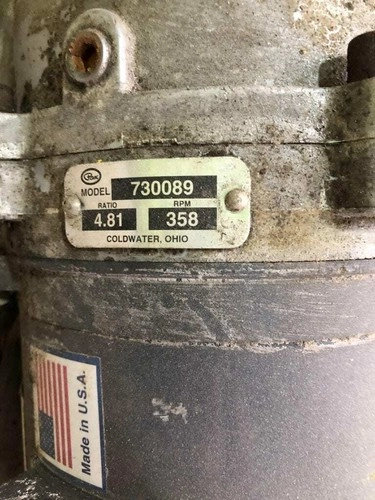 MODEL 730089
RATIO RPM
4.81 358
COLDWATER, OHIO
Made in U.S.A.